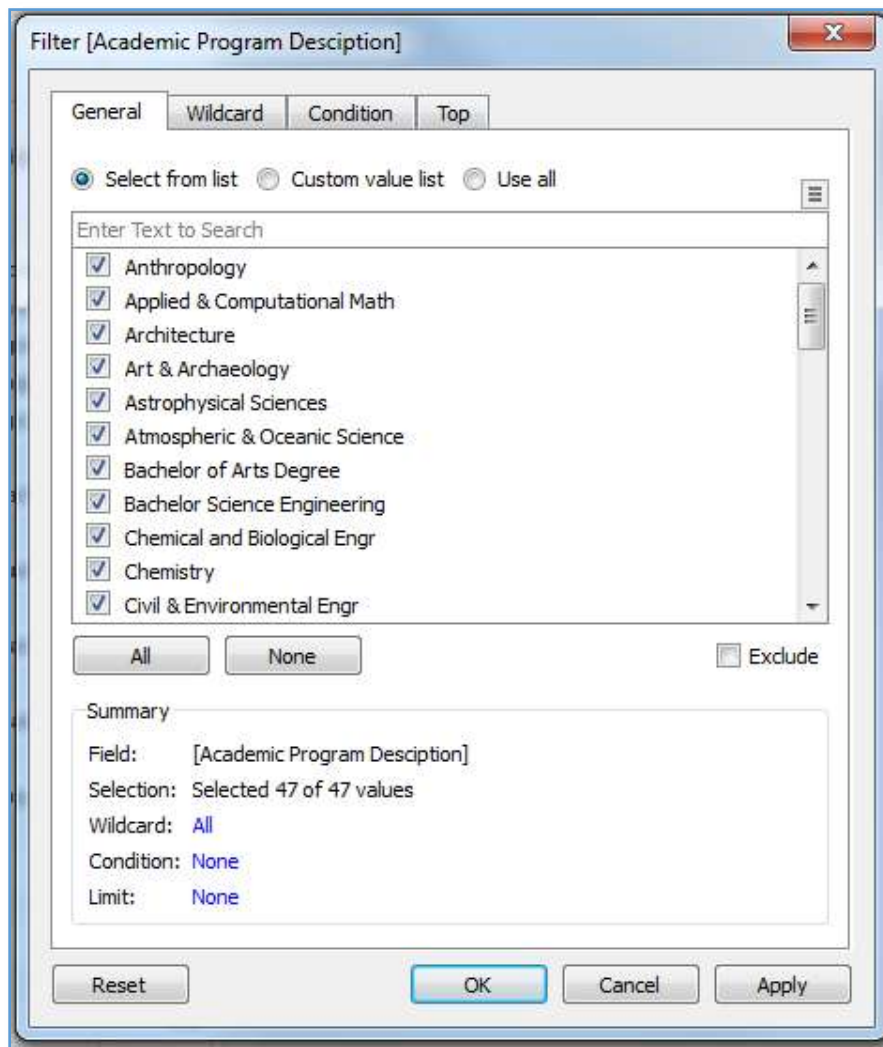 Filter [Academic Program Desciption]
General Wildcard Condition Top
Select from list Custom value list Use all
Enter Text to Search
Anthropology
Applied & Computational Math
Architecture
Art & Archaeology
Astrophysical Sciences
Atmospheric & Oceanic Science
Bachelor of Arts Degree
Bachelor Science Engineering
Chemical and Biological Engr
Chemistry
Civil & Environmental Engr
All None Exclude
Summary
Field: [Academic Program Desciption]
Selection: Selected 47 of 47 values
Wildcard: All
Condition: None
Limit: None
Reset OK Cancel Apply